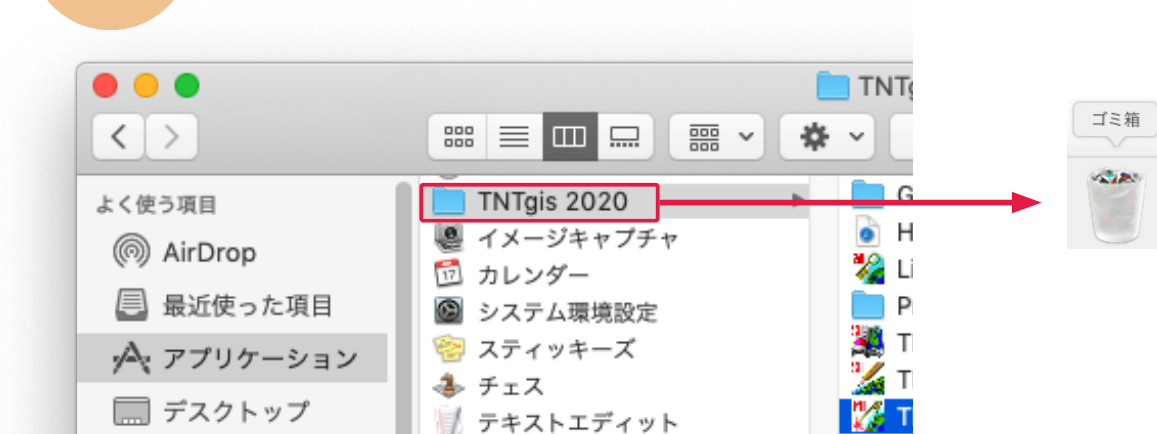 TNTg
ゴミ箱
よく使う項目
AirDrop
最近使った項目
アプリケーション
デスクトップ
TNTgis 2020
イメージキャプチャ
カレンダー
システム環境設定
スティッキーズ
チェス
テキストエディット
G
H
Li
P
T
T
T